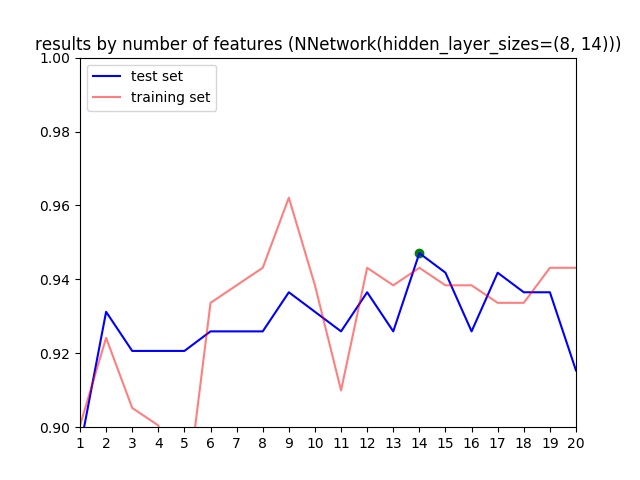 results by number of features (NNetwork(hidden_layer_sizes=(8, 14)))
test set
training set
1.00
0.98
0.96
0.94
0.92
0.90
1 2 3 4 5 6 7 8 9 10 11 12 13 14 15 16 17 18 19 20